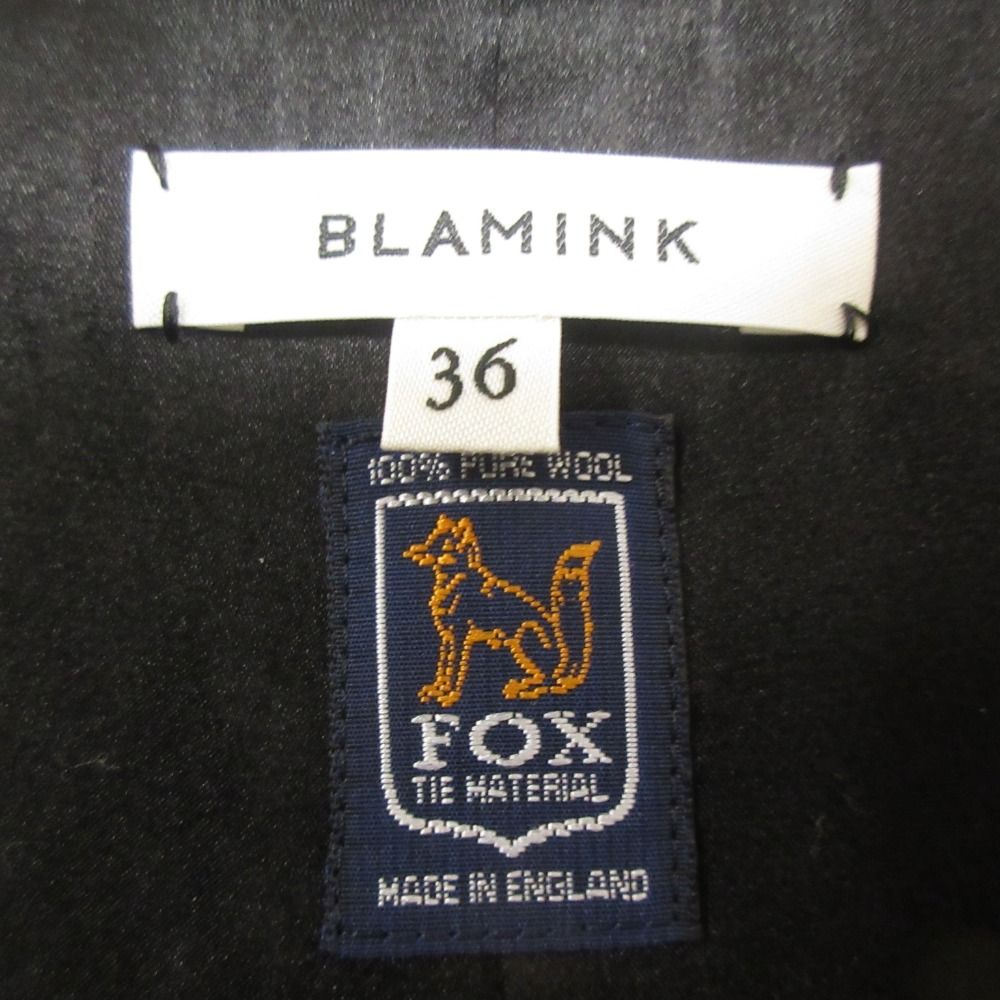 BLAMINK
36
100% PURE WOOL
FOX
TIE MATERIAL
MADE IN ENGLAND